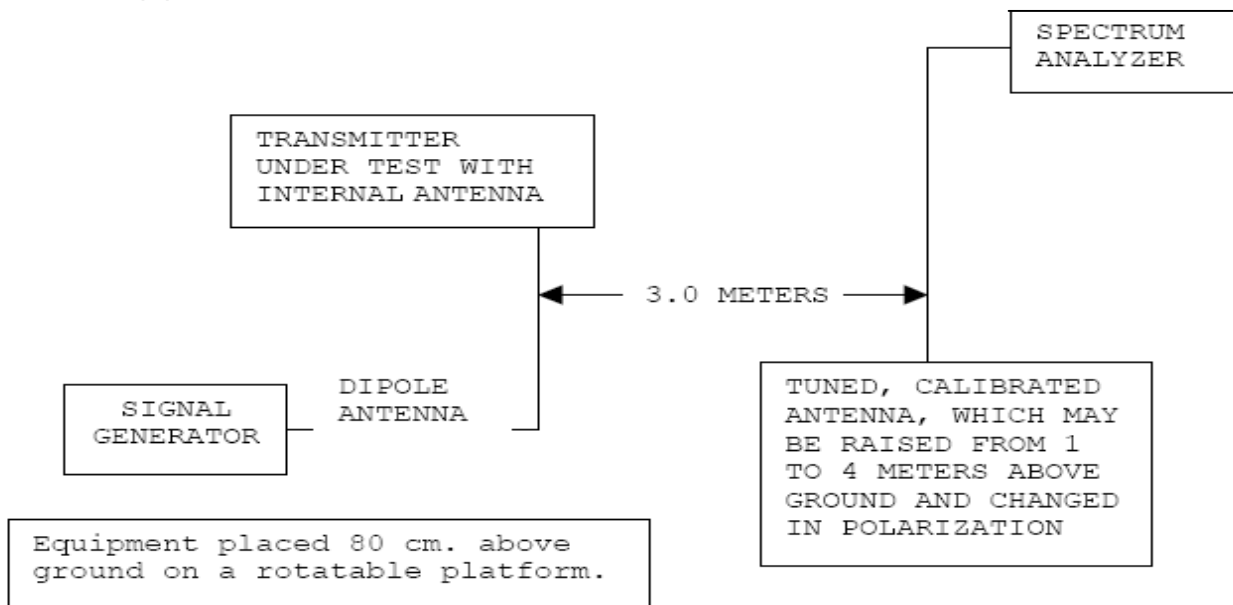 SPECTRUM
ANALYZER
TRANSMITTER
UNDER TEST WITH
INTERNAL ANTENNA
3.0 METERS
DIPOLE
ANTENNA
SIGNAL
GENERATOR
TUNED, CALIBRATED
ANTENNA, WHICH MAY
BE RAISED FROM 1
TO 4 METERS ABOVE
GROUND AND CHANGED
IN POLARIZATION
Equipment placed 80 cm. above
ground on a rotatable platform.